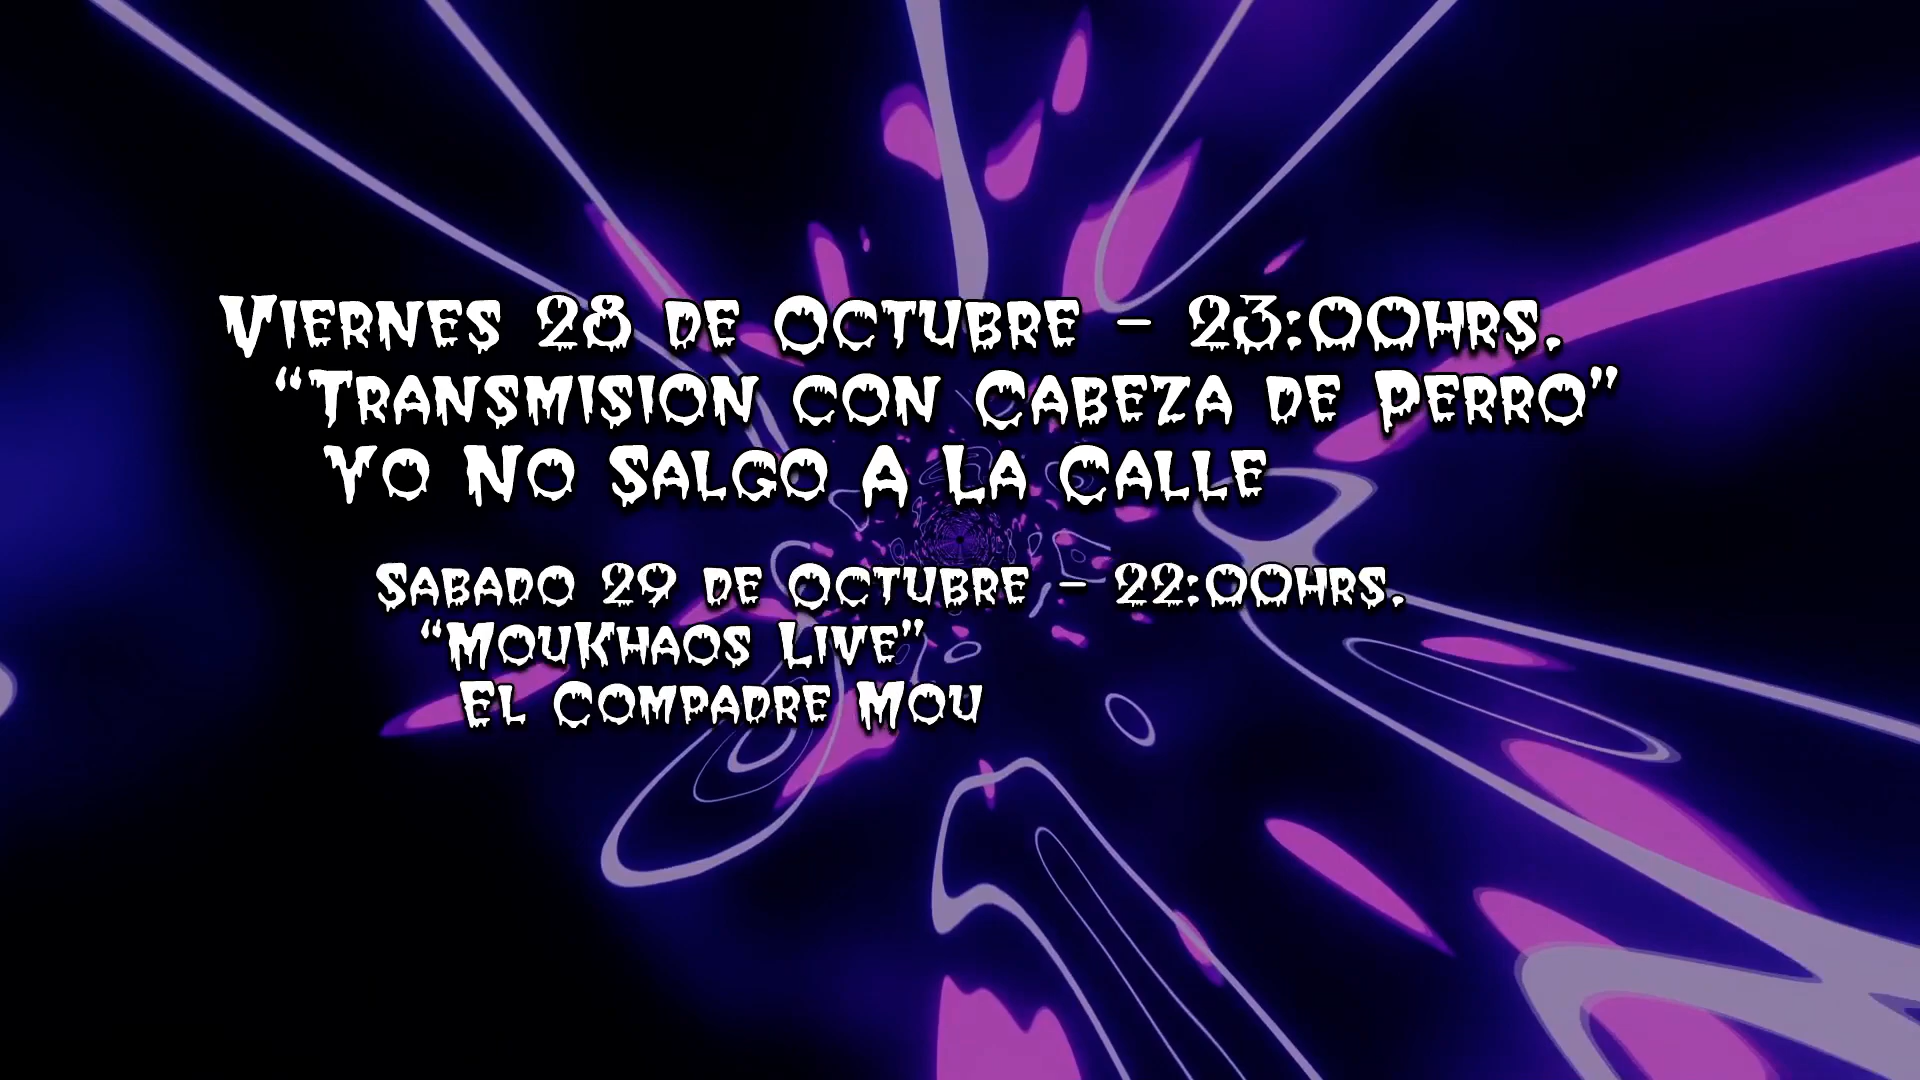 Viernes 28 de Octubre - 23:00hrs.
“Transmision con Cabeza de Perro”
Yo No Salgo A La Calle
Sabado 29 de Octubre - 22:00hrs.
“MouKhaos Live”
El Compadre Mou